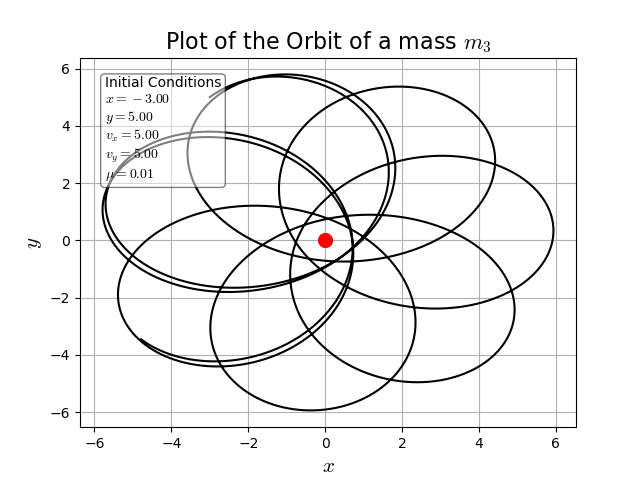 Plot of the Orbit of a mass m₃
Initial Conditions
x = −3.00
y = 5.00
vₓ = 5.00
v_y = 5.00
μ = 0.01
6
4
2
0
−2
−4
−6
y
−6 −4 −2 0 2 4 6
x